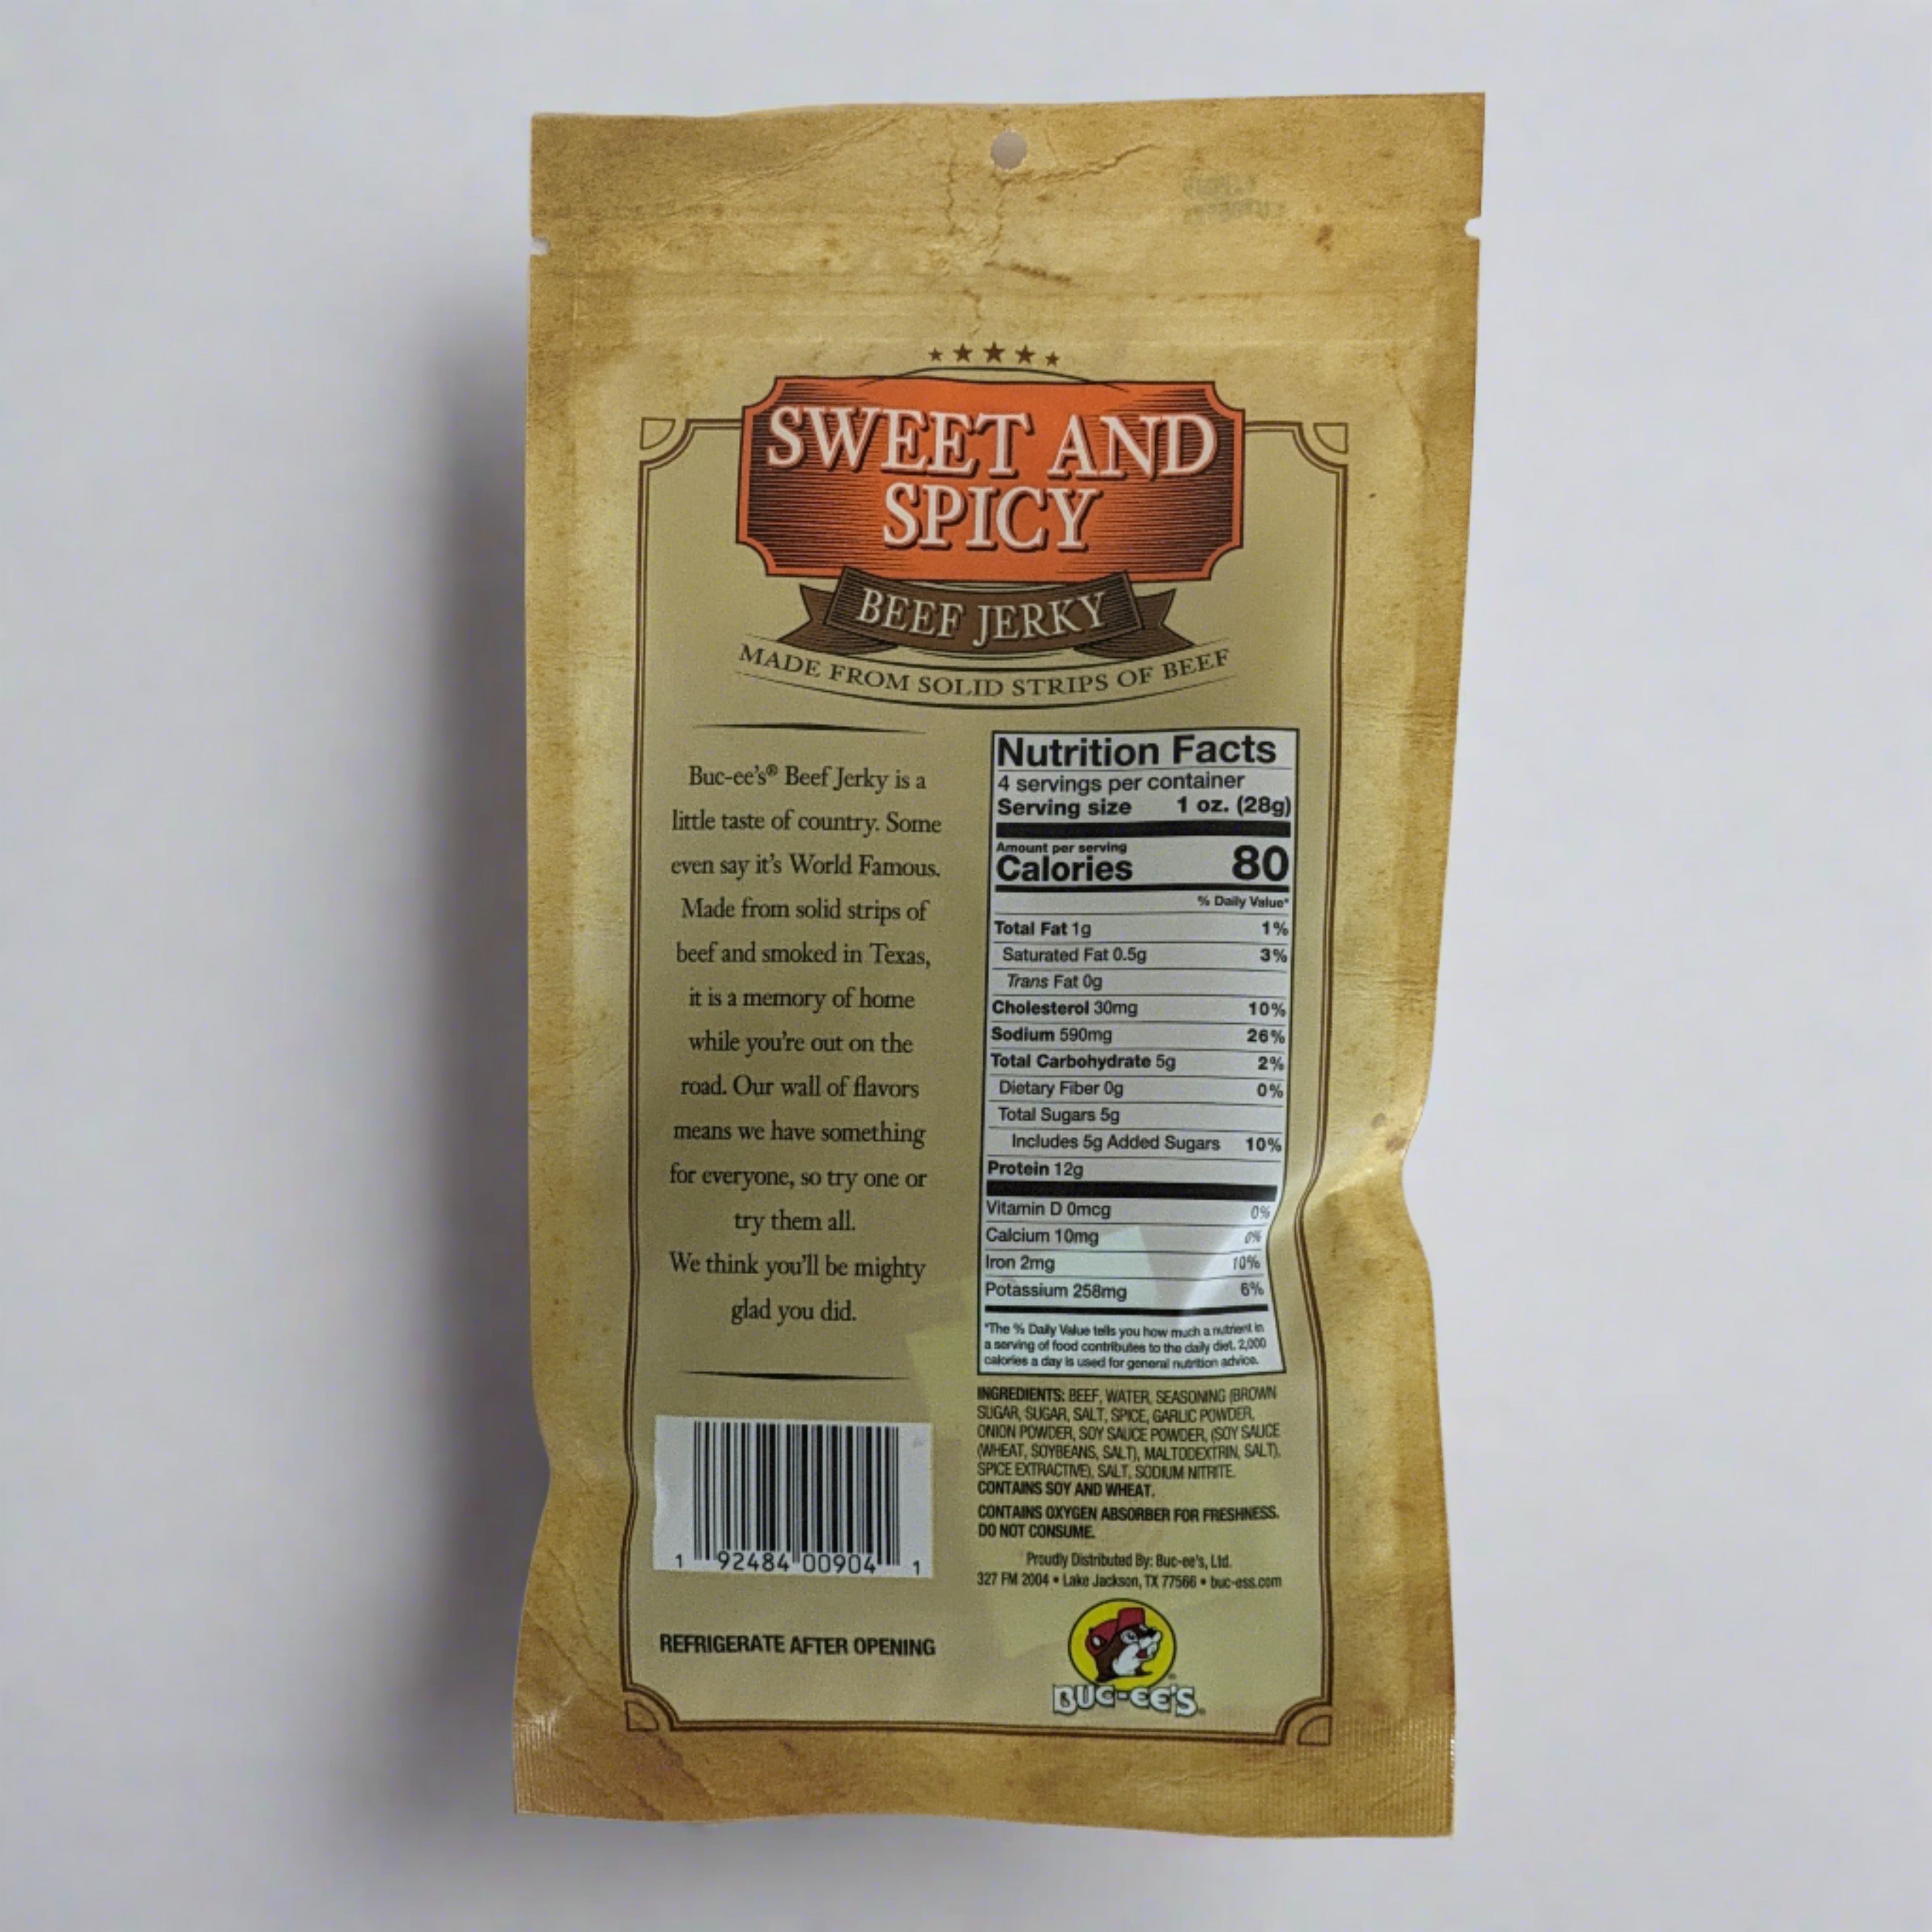 SWEET AND
SPICY
BEEF JERKY
MADE FROM SOLID STRIPS OF BEEF
Buc-ee's® Beef Jerky is a
little taste of country. Some
even say it's World Famous.
Made from solid strips of
beef and smoked in Texas,
it is a memory of home
while you're out on the
road. Our wall of flavors
means we have something
for everyone, so try one or
try them all.
We think you'll be mighty
glad you did.
1 92484 00904 1
REFRIGERATE AFTER OPENING
Nutrition Facts
4 servings per container
Serving size 1 oz. (28g)
Amount per serving
Calories 80
% Daily Value*
Total Fat 1g 1%
Saturated Fat 0.5g 3%
Trans Fat 0g
Cholesterol 30mg 10%
Sodium 590mg 26%
Total Carbohydrate 5g 2%
Dietary Fiber 0g 0%
Total Sugars 5g
Includes 5g Added Sugars 10%
Protein 12g
Vitamin D 0mcg 0%
Calcium 10mg 0%
Iron 2mg 10%
Potassium 258mg 6%
*The % Daily Value tells you how much a nutrient in
a serving of food contributes to the daily diet. 2,000
calories a day is used for general nutrition advice.
INGREDIENTS: BEEF, WATER, SEASONING (BROWN
SUGAR, SUGAR, SALT, SPICE, GARLIC POWDER,
ONION POWDER, SOY SAUCE POWDER, (SOY SAUCE
(WHEAT, SOYBEANS, SALT), MALTODEXTRIN, SALT),
SPICE EXTRACTIVE), SALT, SODIUM NITRITE.
CONTAINS SOY AND WHEAT.
CONTAINS OXYGEN ABSORBER FOR FRESHNESS.
DO NOT CONSUME.
Proudly Distributed By: Buc-ee's, Ltd.
327 FM 2004 • Lake Jackson, TX 77566 • buc-ees.com
BUC-EE'S®